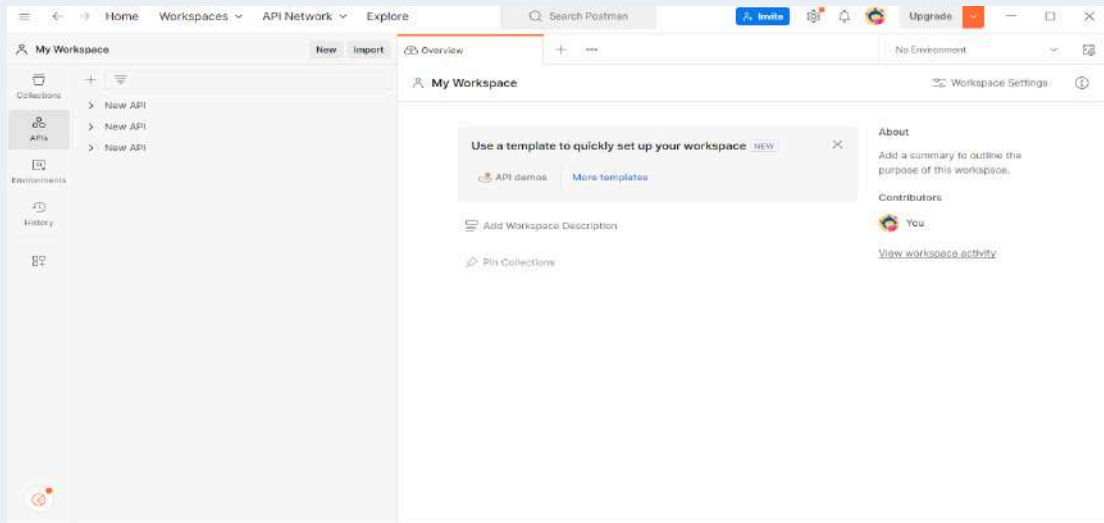 Home Workspaces API Network Explore Search Postman Invite Upgrade
My Workspace New Import Overview No Environment
Collections
APIs
Environments
History
New API
New API
New API
My Workspace Workspace Settings
Use a template to quickly set up your workspace NEW
API demos More templates
Add Workspace Description
Pin Collections
About
Add a summary to outline the
purpose of this workspace.
Contributors
You
View workspace activity